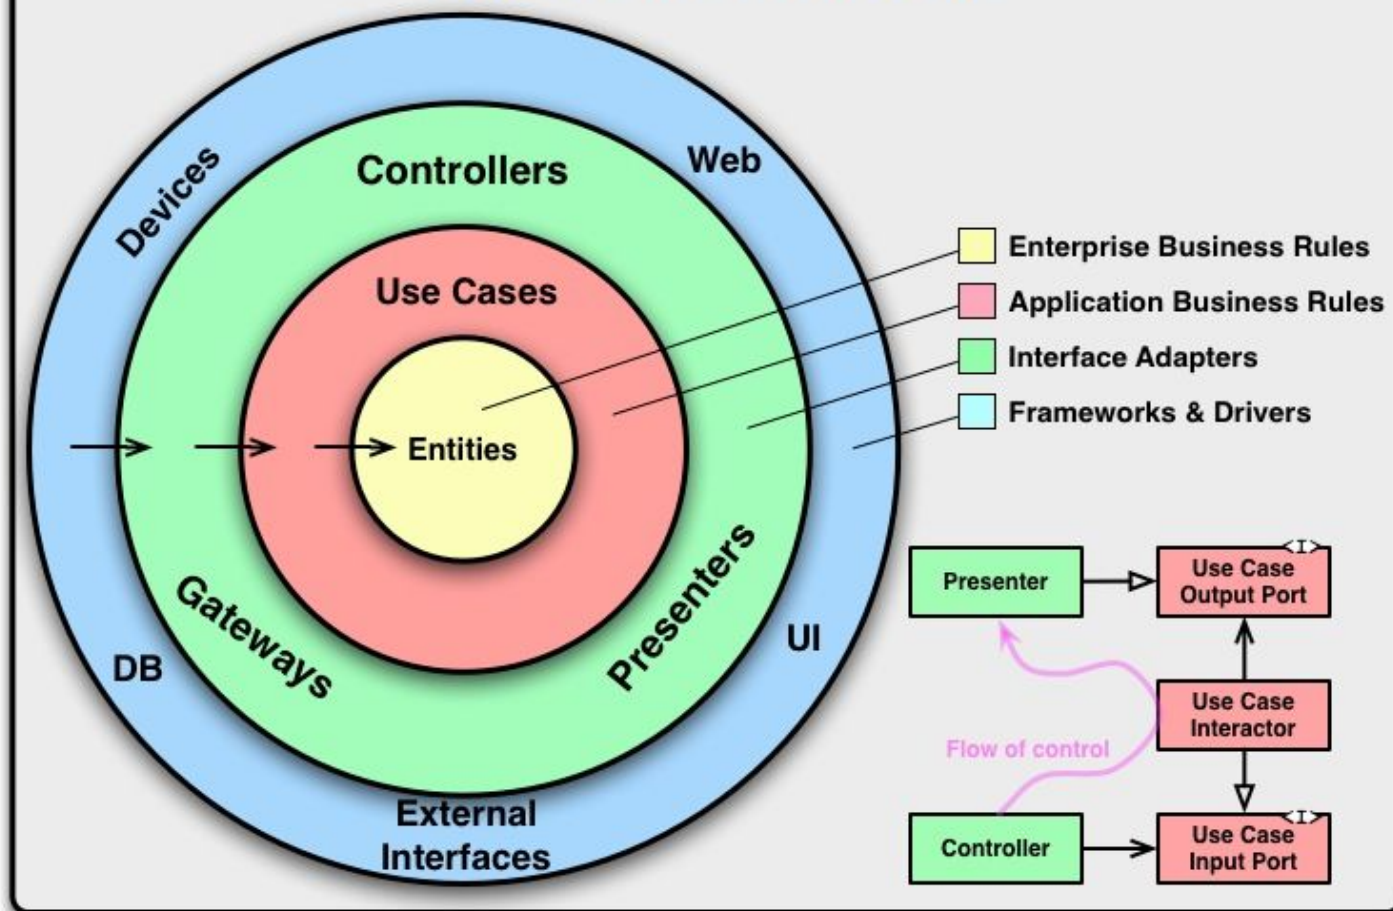 Devices
Web
Controllers
Use Cases
Entities
Gateways
Presenters
DB
UI
External
Interfaces
Enterprise Business Rules
Application Business Rules
Interface Adapters
Frameworks & Drivers
Presenter
<I>
Use Case
Output Port
Use Case
Interactor
Flow of control
Controller
<I>
Use Case
Input Port